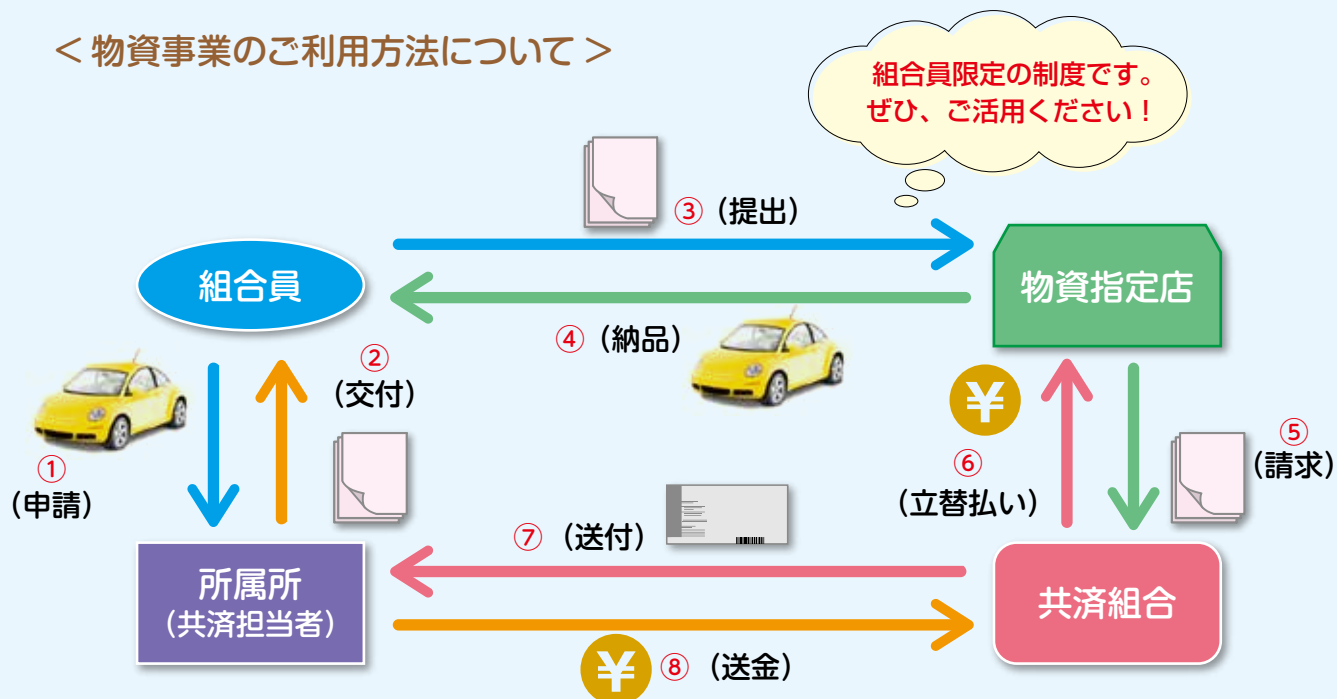 ＜物資事業のご利用方法について＞
組合員限定の制度です。
ぜひ、ご活用ください！
③（提出）
組合員
物資指定店
④（納品）
②
（交付）
¥
①
（申請）
⑤
（請求）
⑥
（立替払い）
⑦（送付）
所属所
（共済担当者）
共済組合
¥
⑧（送金）